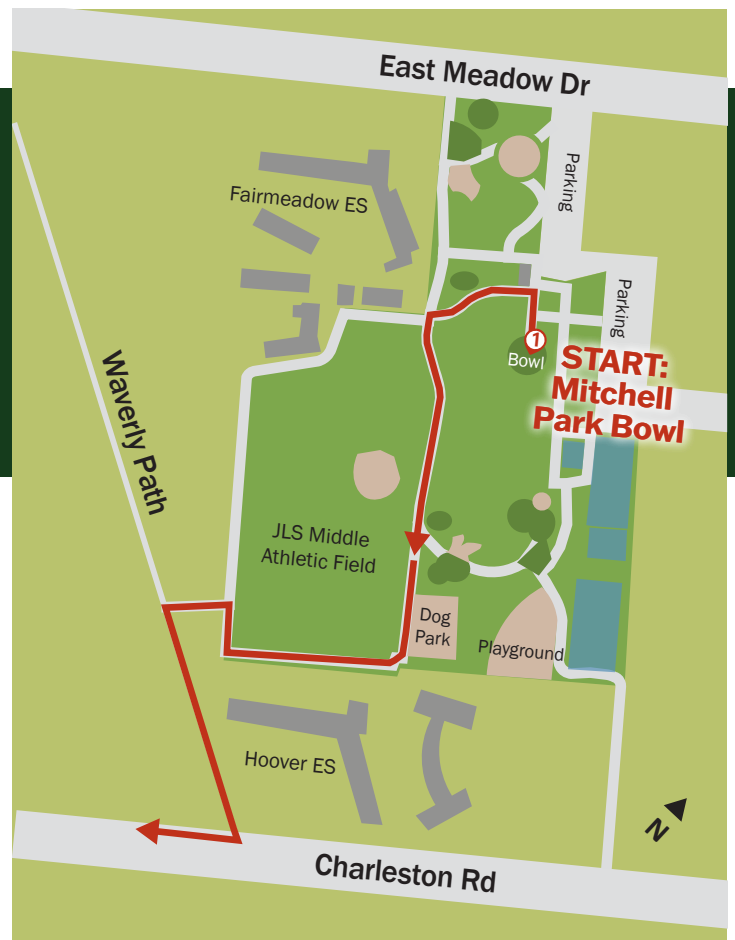 East Meadow Dr
Parking
Fairmeadow ES
Parking
1
Bowl
START:
Mitchell
Park Bowl
Waverly Path
JLS Middle
Athletic Field
Dog
Park
Playground
Hoover ES
N
Charleston Rd